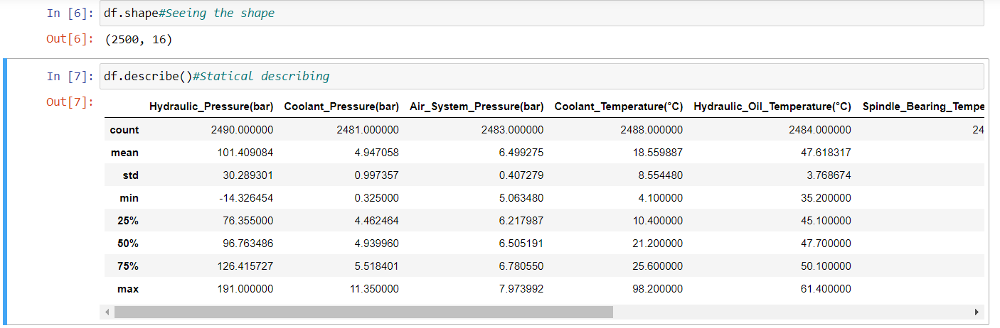 In [6]: df.shape#Seeing the shape
Out[6]: (2500, 16)
In [7]: df.describe()#Statical describing
Out[7]:
Hydraulic_Pressure(bar) Coolant_Pressure(bar) Air_System_Pressure(bar) Coolant_Temperature(°C) Hydraulic_Oil_Temperature(°C) Spindle_Bearing_Tempe
count 2490.000000 2481.000000 2483.000000 2488.000000 2484.000000 24
mean 101.409084 4.947058 6.499275 18.559887 47.618317
std 30.289301 0.997357 0.407279 8.554480 3.768674
min -14.326454 0.325000 5.063480 4.100000 35.200000
25% 76.355000 4.462464 6.217987 10.400000 45.100000
50% 96.763486 4.939960 6.505191 21.200000 47.700000
75% 126.415727 5.518401 6.780550 25.600000 50.100000
max 191.000000 11.350000 7.973992 98.200000 61.400000